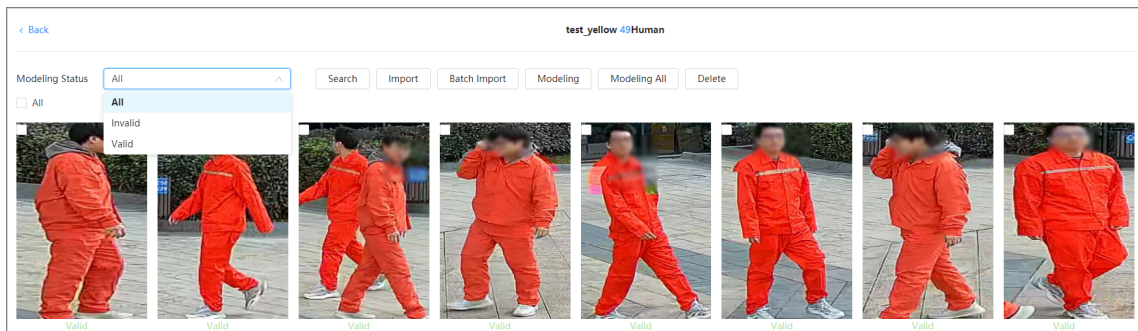 < Back
test_yellow 49Human
Modeling Status All Search Import Batch Import Modeling Modeling All Delete
All
All
Invalid
Valid
Valid Valid Valid Valid Valid Valid Valid Valid